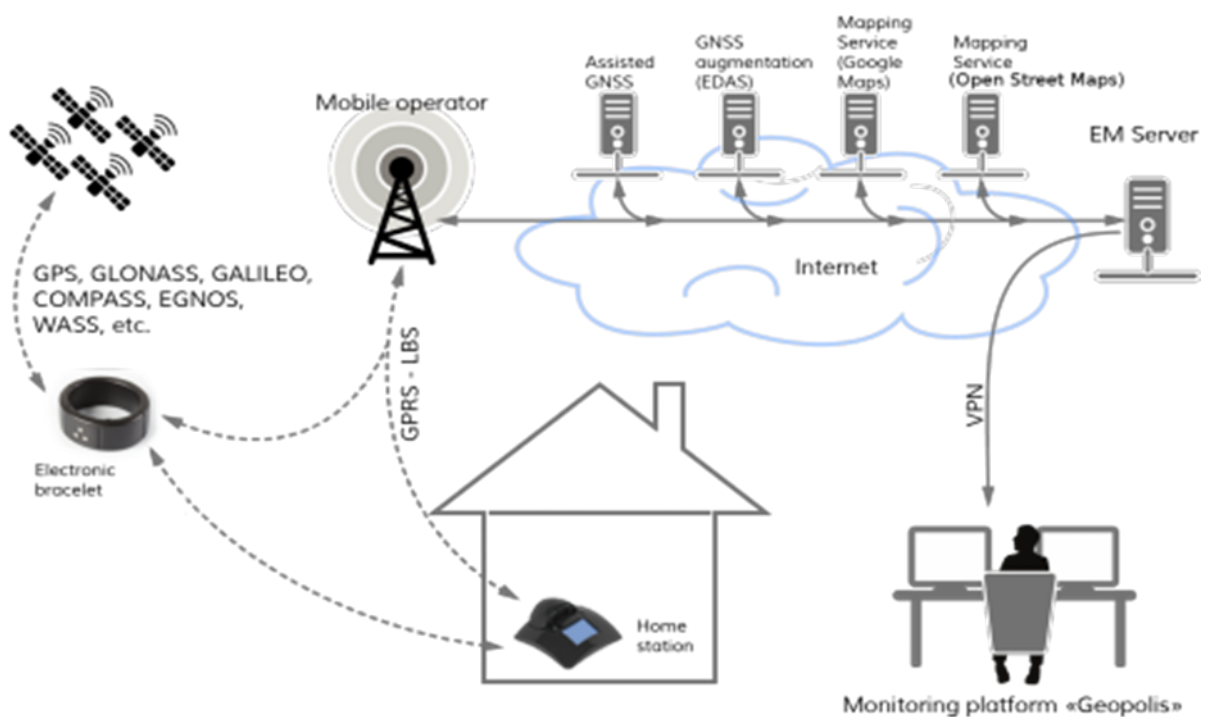 Mobile operator
Assisted
GNSS
GNSS
augmentation
(EDAS)
Mapping
Service
(Google
Maps)
Mapping
Service
(Open Street Maps)
EM Server
GPS, GLONASS, GALILEO,
COMPASS, EGNOS,
WASS, etc.
Internet
GPRS - LBS
VPN
Electronic
bracelet
Home
station
Monitoring platform «Geopolis»